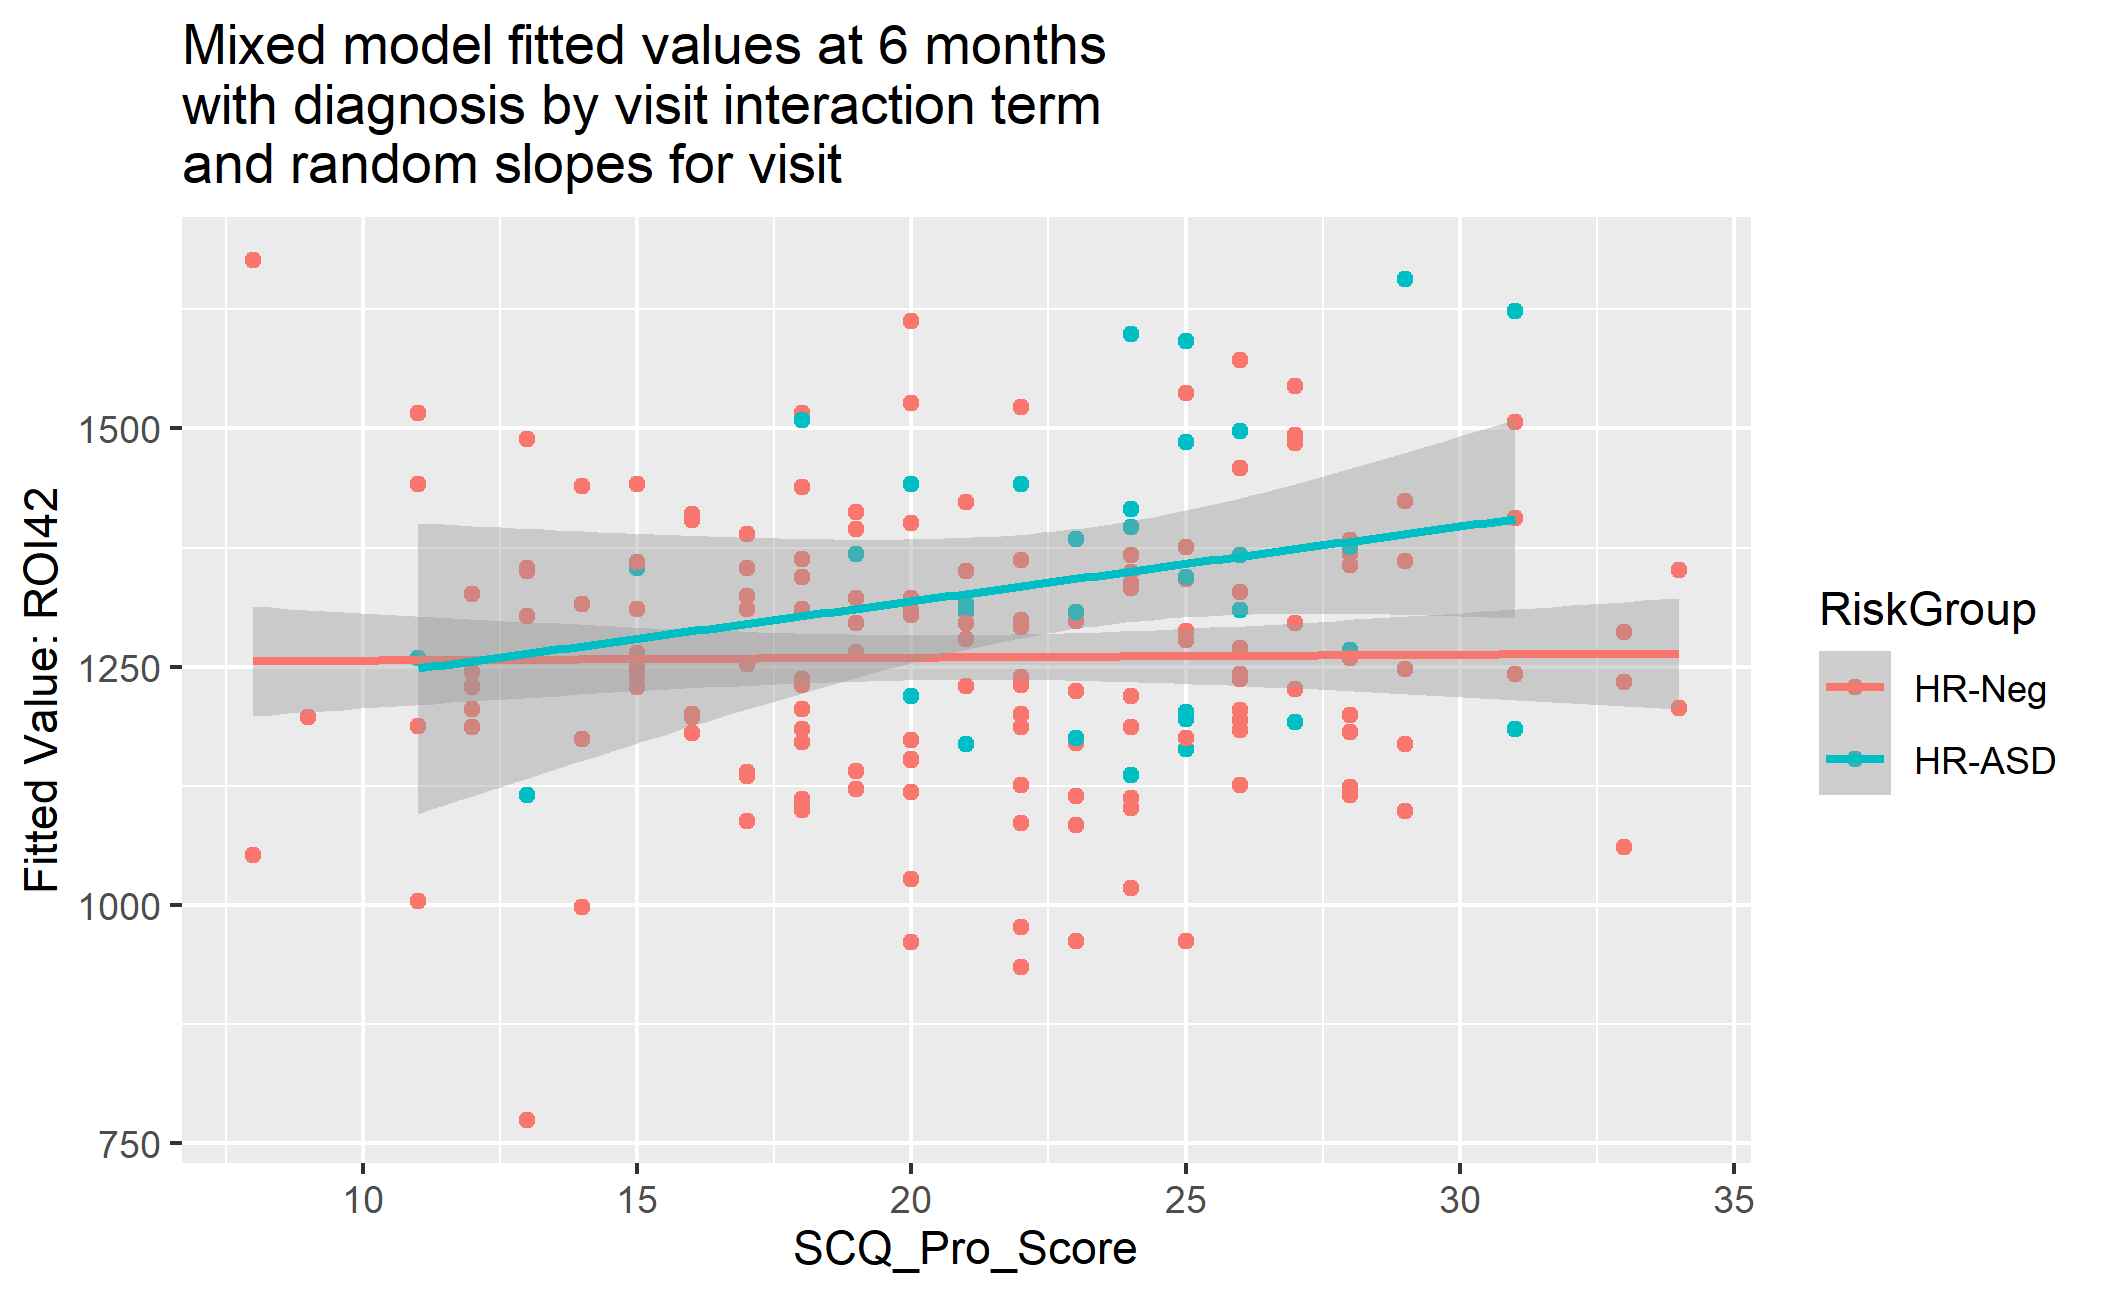 Mixed model fitted values at 6 months
with diagnosis by visit interaction term
and random slopes for visit
Fitted Value: ROI42
1500
1250
1000
750
10 15 20 25 30 35
SCQ_Pro_Score
RiskGroup
HR-Neg
HR-ASD